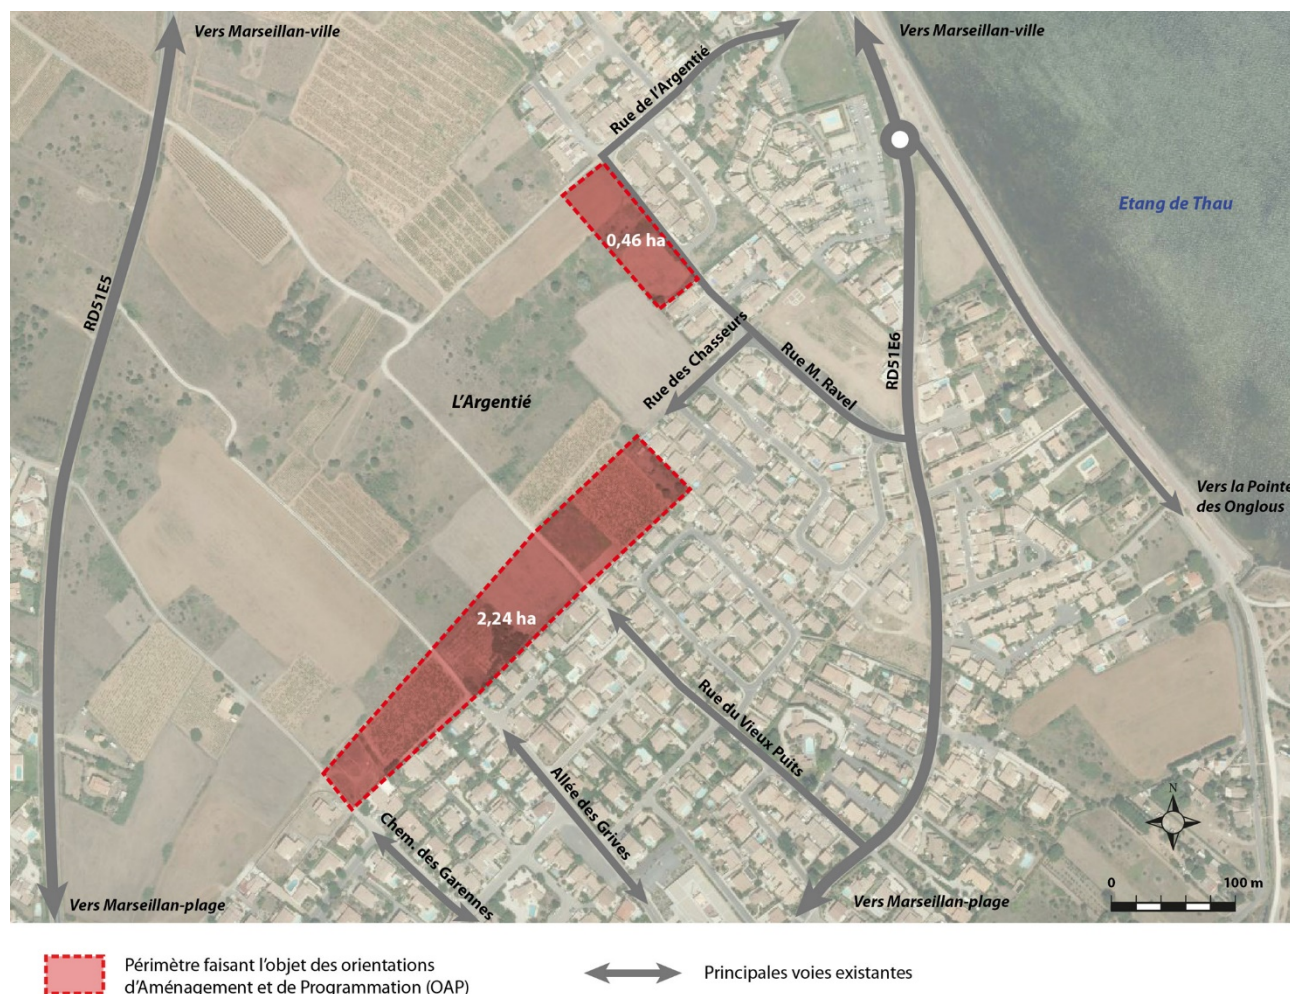 Vers Marseillan-ville
Vers Marseillan-ville
Rue de l'Argentié
Etang de Thau
0,46 ha
RD51E5
Rue des Chasseurs
Rue M. Ravel
RD51E6
L'Argentié
Vers la Pointe
des Onglous
2,24 ha
Rue du Vieux Puits
Allée des Grives
Chem. des Garennes
N
0 100 m
Vers Marseillan-plage
Vers Marseillan-plage
Périmètre faisant l'objet des orientations
d'Aménagement et de Programmation (OAP)
Principales voies existantes